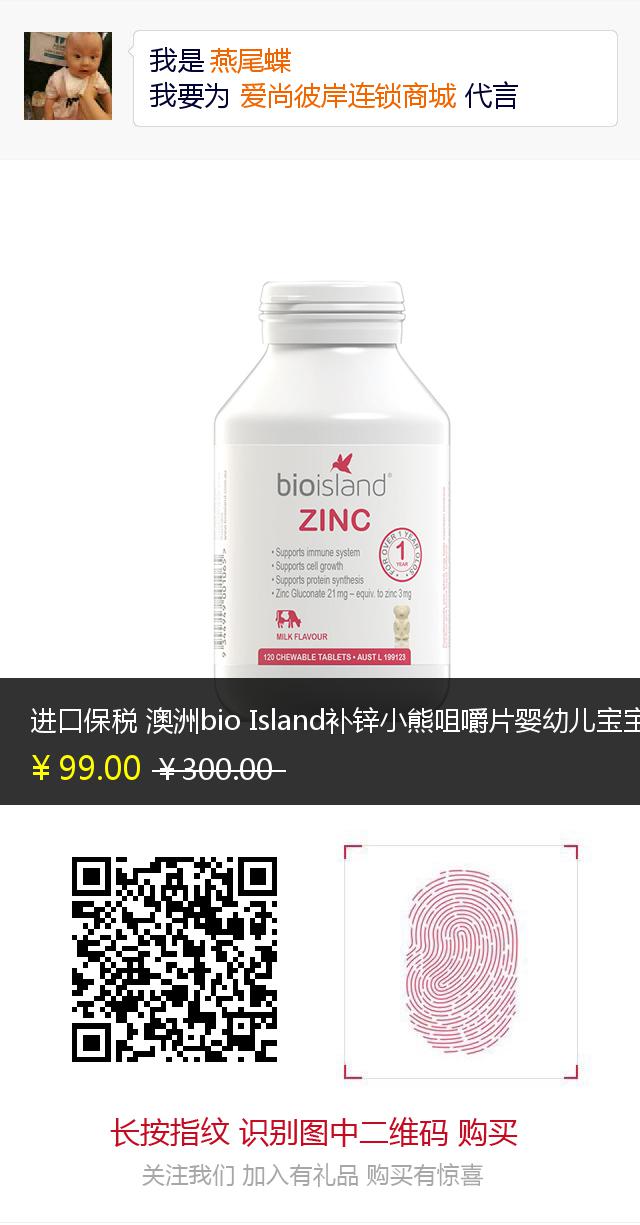 我是 燕尾蝶
我要为 爱尚彼岸连锁商城 代言
bioisland®
ZINC
• Supports immune system
• Supports cell growth
• Supports protein synthesis
• Zinc Gluconate 21 mg – equiv. to zinc 3 mg
FOR OVER 1 YEAR OLDS
1
YEAR
MILK FLAVOUR
120 CHEWABLE TABLETS • AUST L 199123
进口保税 澳洲bio Island补锌小熊咀嚼片婴幼儿宝宝
¥ 99.00 ¥ 300.00
长按指纹 识别图中二维码 购买
关注我们 加入有礼品 购买有惊喜